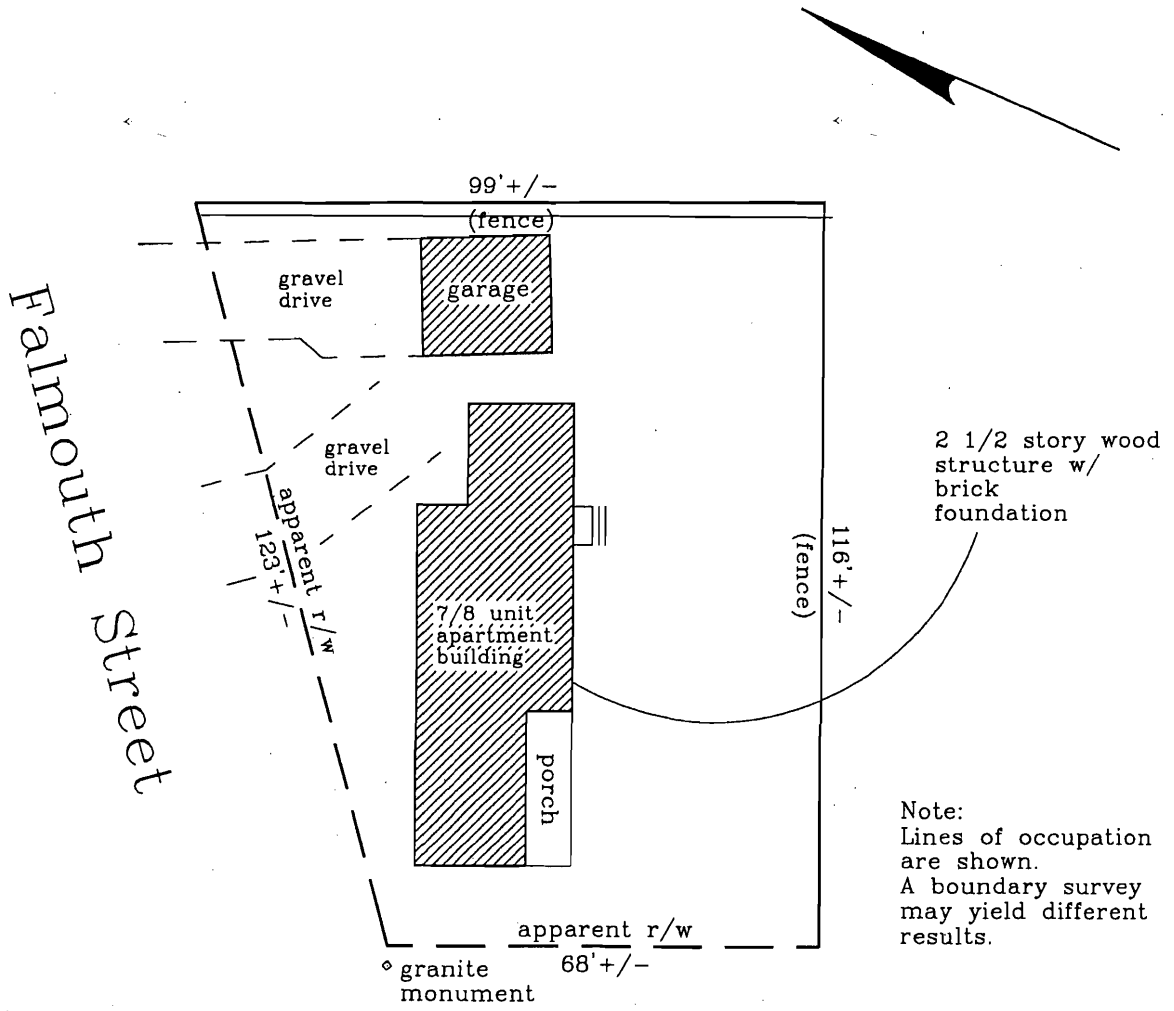 99'+/-
(fence)
gravel
drive
garage
Falmouth Street
gravel
drive
2 1/2 story wood
structure w/
brick
foundation
apparent r/w
123'+/-
116'+/-
(fence)
7/8 unit
apartment
building
porch
Note:
Lines of occupation
are shown.
A boundary survey
may yield different
results.
apparent r/w
68'+/-
granite
monument